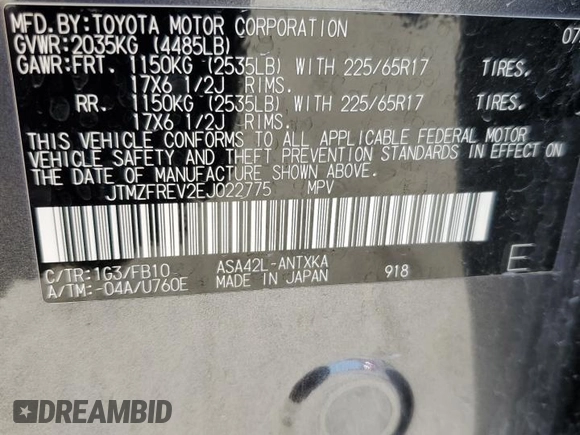 MFD.BY:TOYOTA MOTOR CORPORATION 07
GVWR:2035KG (4485LB)
GAWR:FRT. 1150KG (2535LB) WITH 225/65R17 TIRES.
17X6 1/2J RIMS.
RR. 1150KG (2535LB) WITH 225/65R17 TIRES.
17X6 1/2J RIMS.
THIS VEHICLE CONFORMS TO ALL APPLICABLE FEDERAL MOTOR
VEHICLE SAFETY AND THEFT PREVENTION STANDARDS IN EFFECT ON
THE DATE OF MANUFACTURE SHOWN ABOVE.
JTMZFREV2EJ022775 MPV
C/TR:1G3/FB10 ASA42L-ANTXKA 918 E
A/TM:-04A/U760E MADE IN JAPAN
DREAMBID